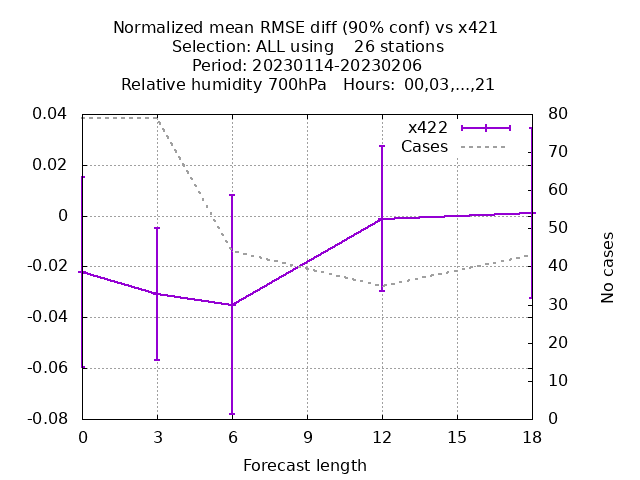 Normalized mean RMSE diff (90% conf) vs x421
Selection: ALL using    26 stations
Period: 20230114-20230206
Relative humidity 700hPa   Hours:  00,03,...,21
x422
Cases
0.04
0.02
0
-0.02
-0.04
-0.06
-0.08
80
70
60
50
40
30
20
10
0
No cases
0 3 6 9 12 15 18
Forecast length